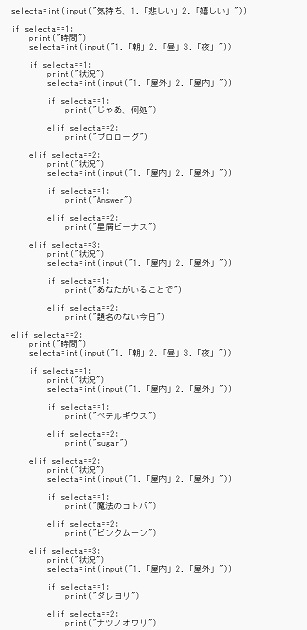 selecta=int(input("気持ち、1.「悲しい」2.「嬉しい」"))
if selecta==1:
print("時間")
selecta=int(input("1.「朝」2.「昼」3.「夜」"))
if selecta==1:
print("状況")
selecta=int(input("1.「屋外」2.「屋内」"))
if selecta==1:
print("じゃあ、何処")
elif selecta==2:
print("プロローグ")
elif selecta==2:
print("状況")
selecta=int(input("1.「屋内」2.「屋外」"))
if selecta==1:
print("Answer")
elif selecta==2:
print("星屑ビーナス")
elif selecta==3:
print("状況")
selecta=int(input("1.「屋内」2.「屋外」"))
if selecta==1:
print("あなたがいることで")
elif selecta==2:
print("題名のない今日")
elif selecta==2:
print("時間")
selecta=int(input("1.「朝」2.「昼」3.「夜」"))
if selecta==1:
print("状況")
selecta=int(input("1.「屋内」2.「屋外」"))
if selecta==1:
print("ベテルギウス")
elif selecta==2:
print("sugar")
elif selecta==2:
print("状況")
selecta=int(input("1.「屋内」2.「屋外」"))
if selecta==1:
print("魔法のコトバ")
elif selecta==2:
print("ピンクムーン")
elif selecta==3:
print("状況")
selecta=int(input("1.「屋内」2.「屋外」"))
if selecta==1:
print("ダレヨリ")
elif selecta==2:
print("ナツノオワリ")